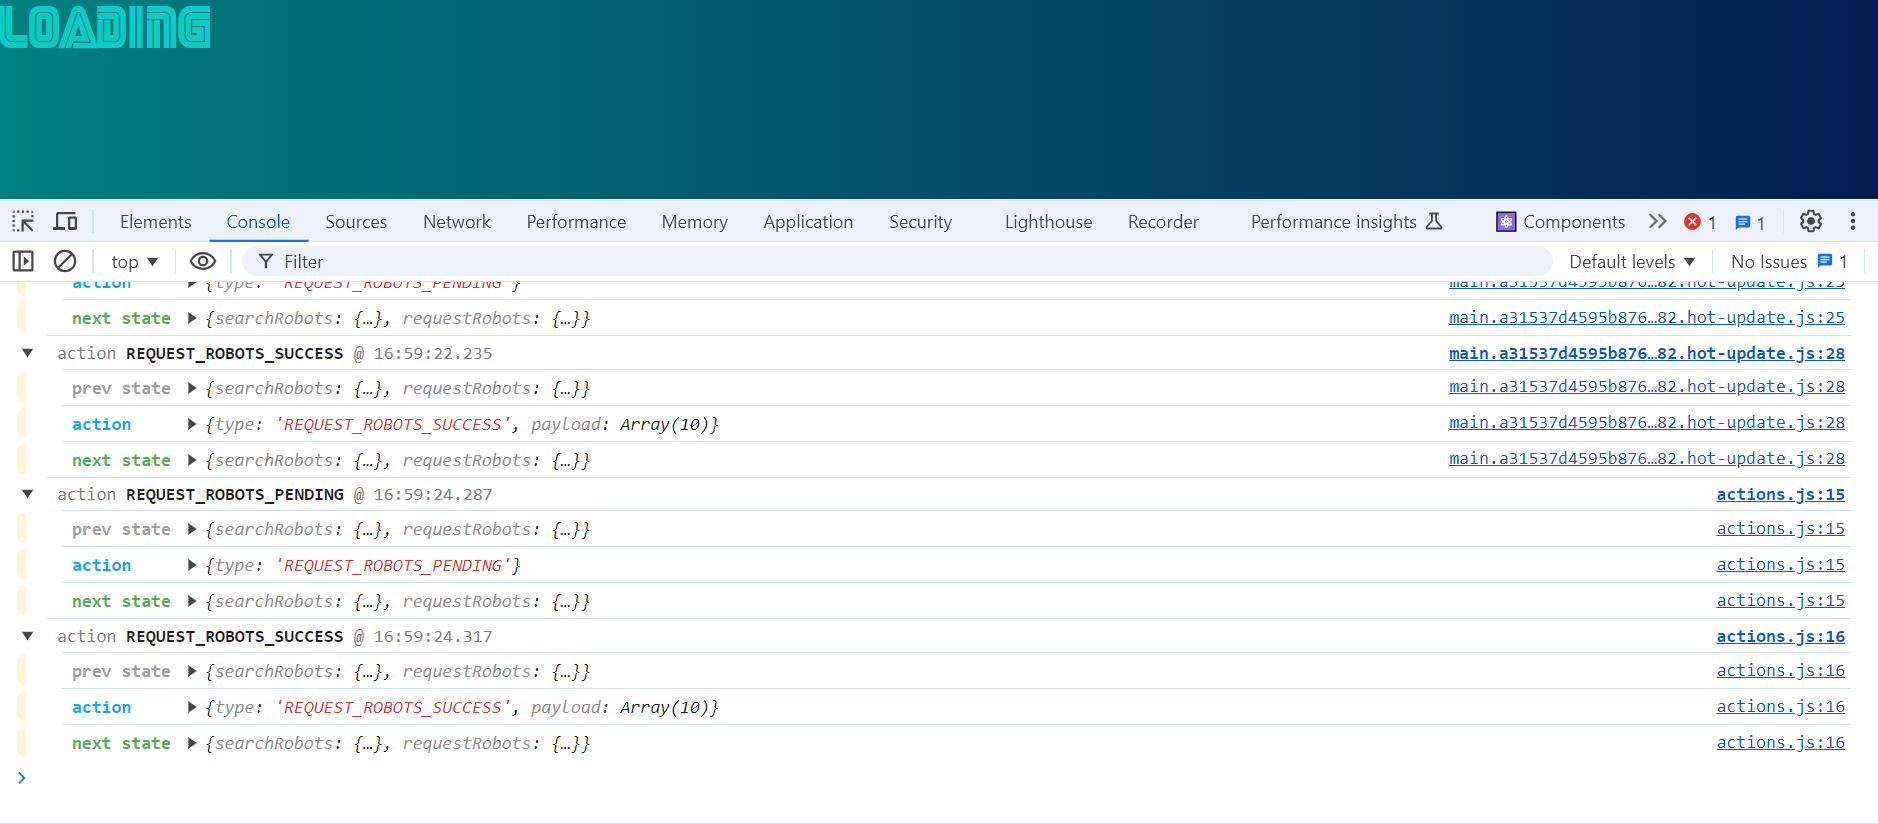 LOADING
Elements Console Sources Network Performance Memory Application Security Lighthouse Recorder Performance insights Components 1 1
top Filter Default levels No Issues 1
action {type: 'REQUEST_ROBOTS_PENDING'} main.a31537d4595b876…82.hot-update.js:25
next state {searchRobots: {…}, requestRobots: {…}} main.a31537d4595b876…82.hot-update.js:25
action REQUEST_ROBOTS_SUCCESS @ 16:59:22.235 main.a31537d4595b876…82.hot-update.js:28
prev state {searchRobots: {…}, requestRobots: {…}} main.a31537d4595b876…82.hot-update.js:28
action {type: 'REQUEST_ROBOTS_SUCCESS', payload: Array(10)} main.a31537d4595b876…82.hot-update.js:28
next state {searchRobots: {…}, requestRobots: {…}} main.a31537d4595b876…82.hot-update.js:28
action REQUEST_ROBOTS_PENDING @ 16:59:24.287 actions.js:15
prev state {searchRobots: {…}, requestRobots: {…}} actions.js:15
action {type: 'REQUEST_ROBOTS_PENDING'} actions.js:15
next state {searchRobots: {…}, requestRobots: {…}} actions.js:15
action REQUEST_ROBOTS_SUCCESS @ 16:59:24.317 actions.js:16
prev state {searchRobots: {…}, requestRobots: {…}} actions.js:16
action {type: 'REQUEST_ROBOTS_SUCCESS', payload: Array(10)} actions.js:16
next state {searchRobots: {…}, requestRobots: {…}} actions.js:16